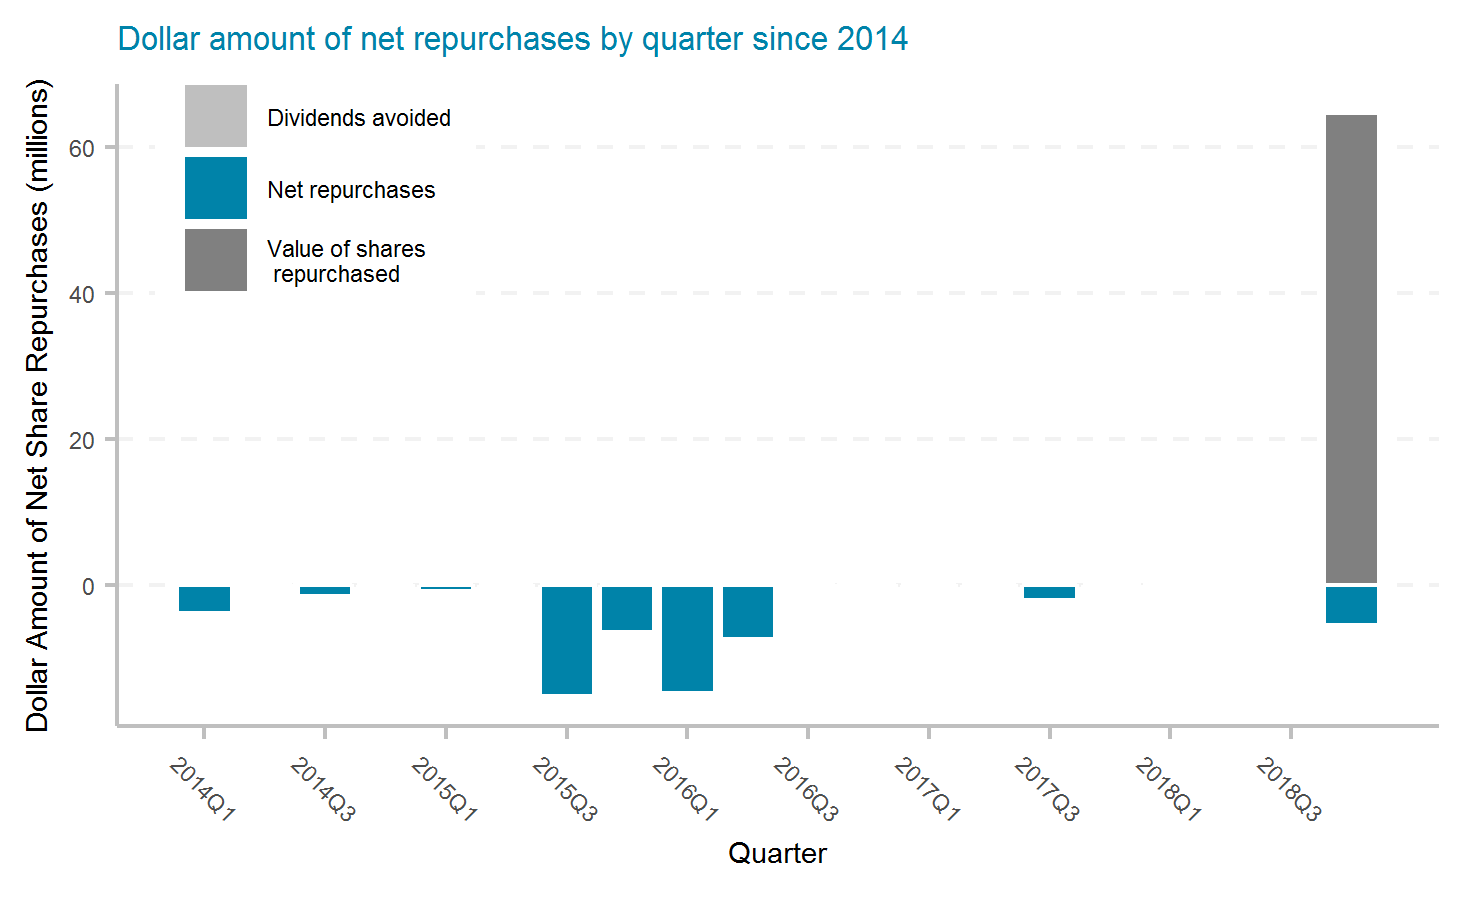 Dollar amount of net repurchases by quarter since 2014
Dollar Amount of Net Share Repurchases (millions)
60
40
20
0
Dividends avoided
Net repurchases
Value of shares
repurchased
2014Q1
2014Q3
2015Q1
2015Q3
2016Q1
2016Q3
2017Q1
2017Q3
2018Q1
2018Q3
Quarter